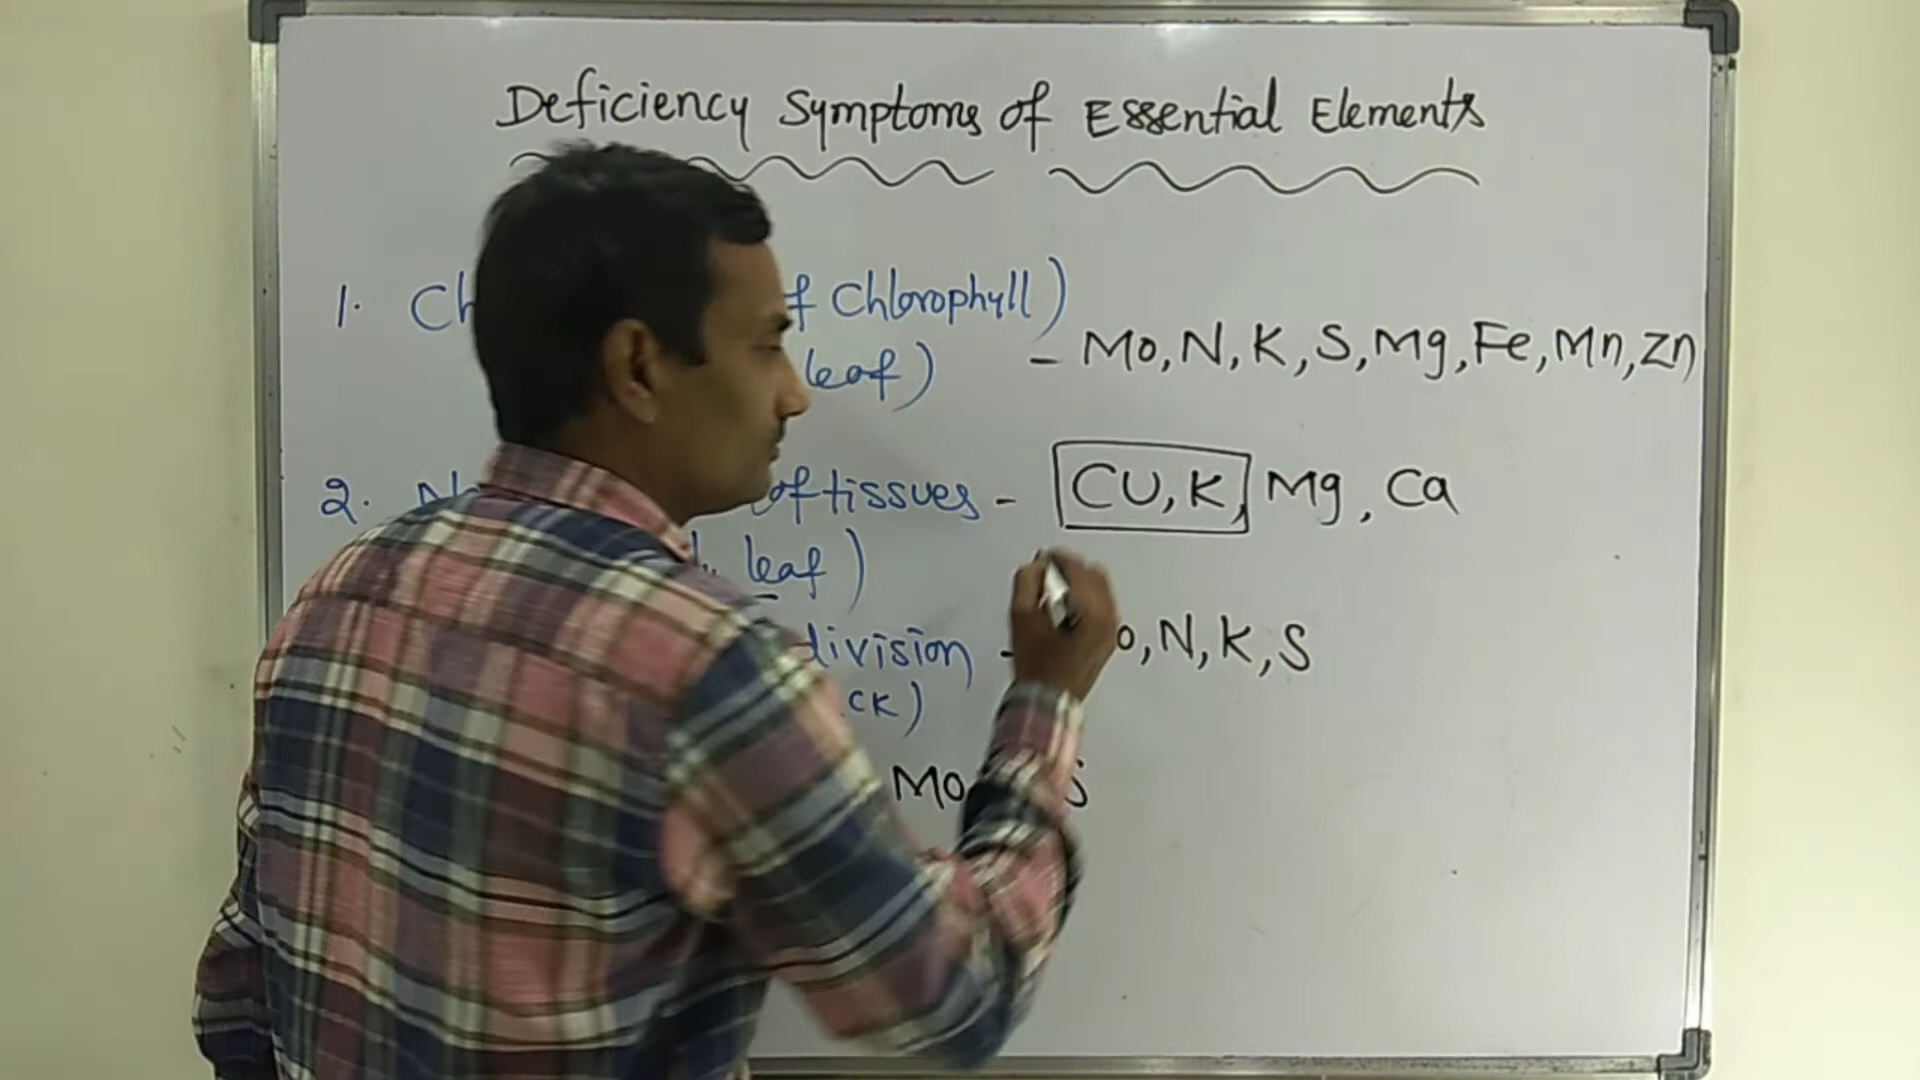 Deficiency Symptoms of Essential Elements
1. Chlorophyll)
leaf) - Mo, N, K, S, Mg, Fe, Mn, Zn
2. of tissues - CU, K, Mg, Ca
leaf)
division - N, K, S
CK)
Mo